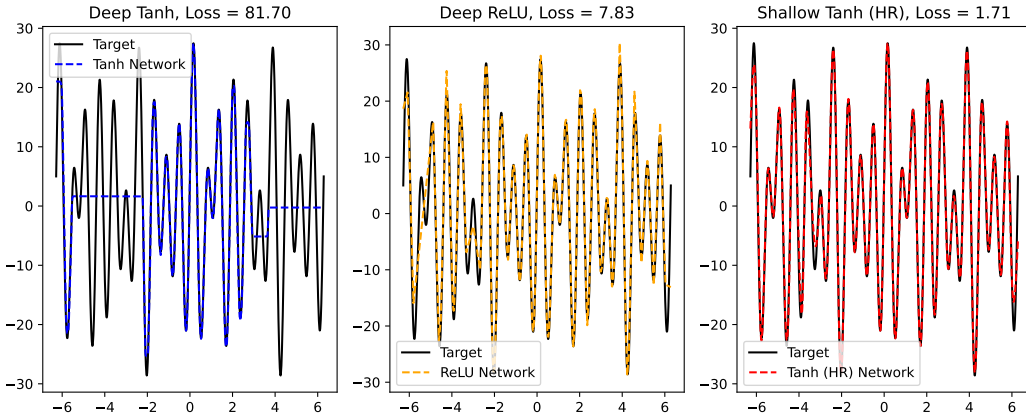 Deep Tanh, Loss = 81.70
30
20
10
0
−10
−20
−30
−6 −4 −2 0 2 4 6
Target
Tanh Network
Deep ReLU, Loss = 7.83
30
20
10
0
−10
−20
−30
−6 −4 −2 0 2 4 6
Target
ReLU Network
Shallow Tanh (HR), Loss = 1.71
30
20
10
0
−10
−20
−30
−6 −4 −2 0 2 4 6
Target
Tanh (HR) Network